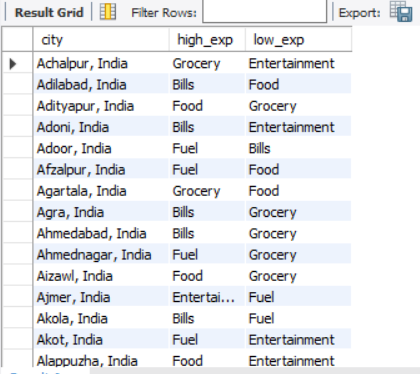 Result Grid Filter Rows: Export:
city high_exp low_exp
Achalpur, India Grocery Entertainment
Adilabad, India Bills Food
Adityapur, India Food Grocery
Adoni, India Bills Entertainment
Adoor, India Fuel Bills
Afzalpur, India Fuel Food
Agartala, India Grocery Food
Agra, India Bills Grocery
Ahmedabad, India Bills Grocery
Ahmednagar, India Fuel Grocery
Aizawl, India Food Grocery
Ajmer, India Entertai... Fuel
Akola, India Bills Fuel
Akot, India Fuel Entertainment
Alappuzha, India Food Entertainment